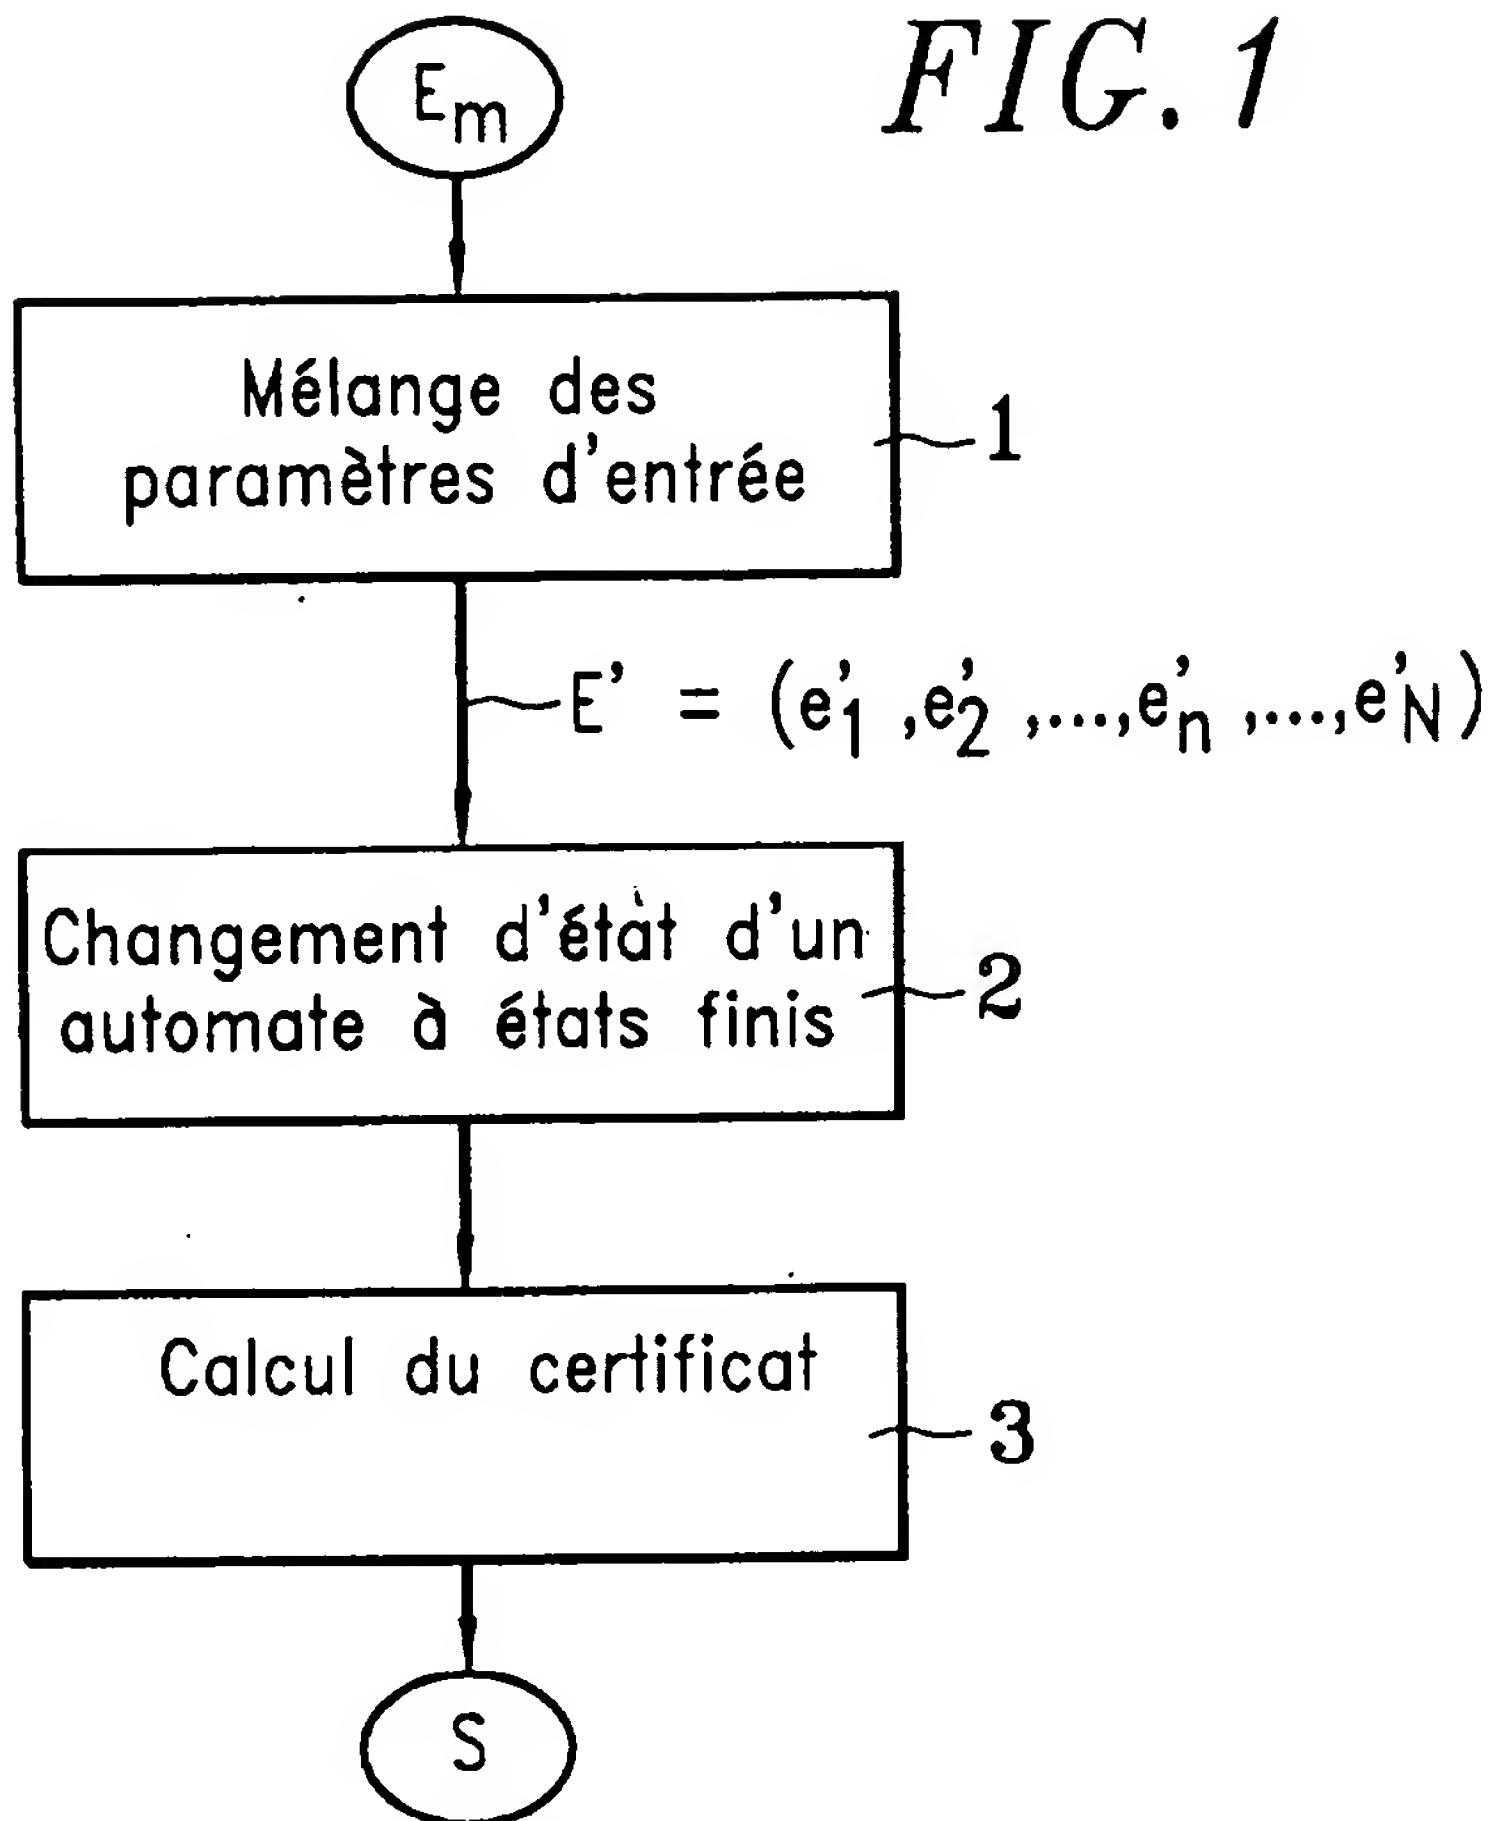 FIG. 1
Em
Mélange des
paramètres d'entrée
1
E' = (e'1 ,e'2 ,...,e'n ,...,e'N)
Changement d'état d'un
automate à états finis
2
Calcul du certificat
3
S